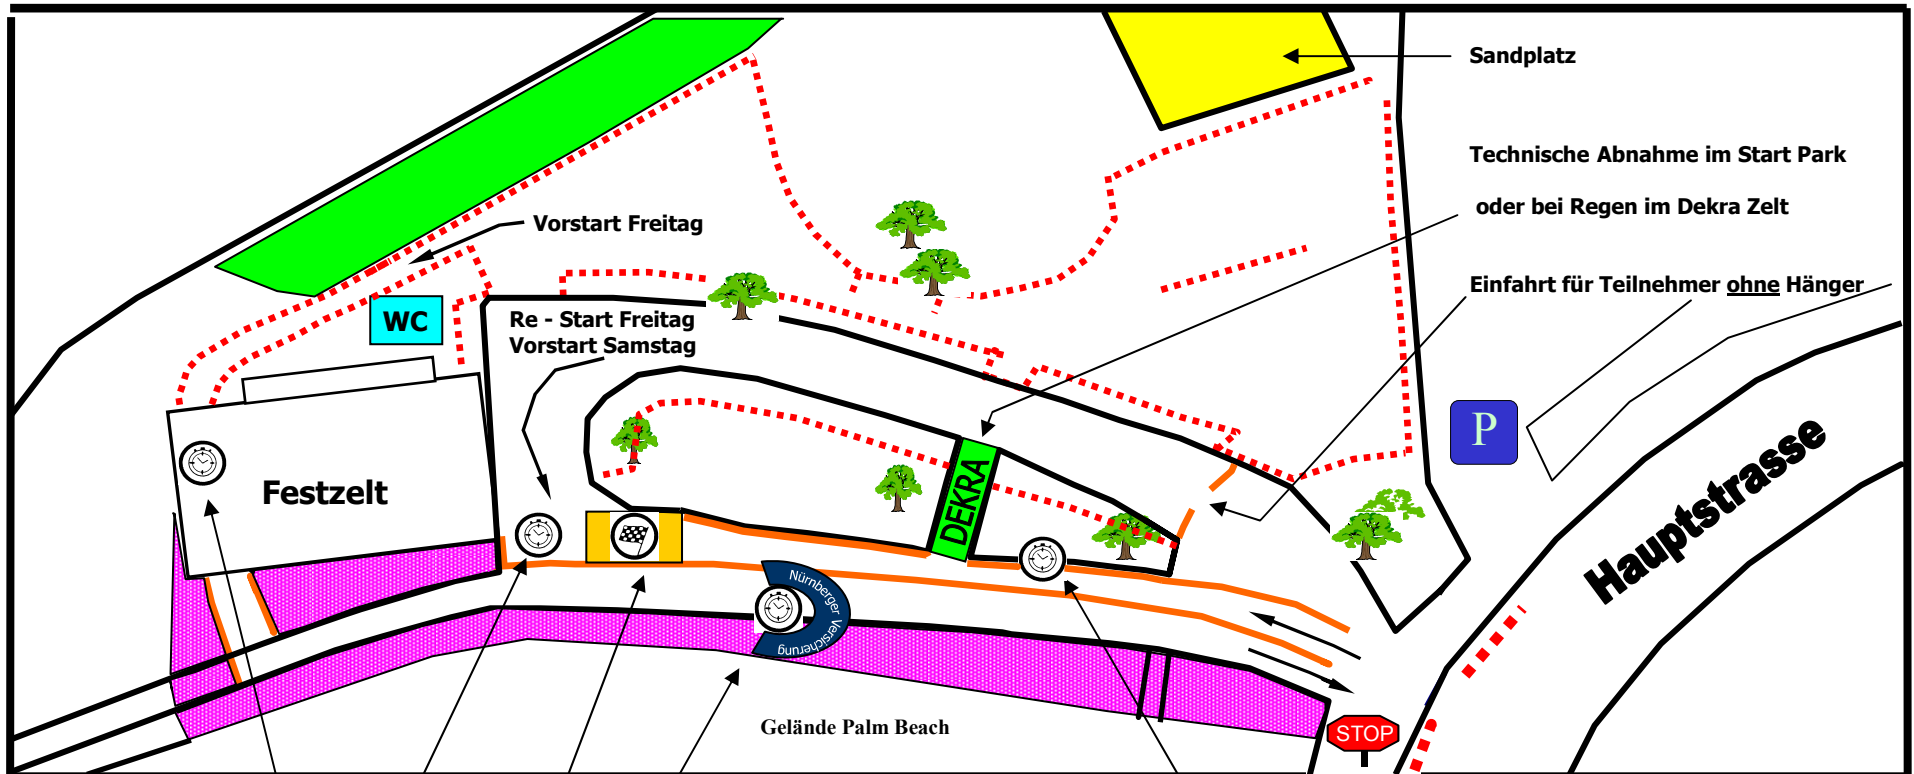 Sandplatz
Technische Abnahme im Start Park
oder bei Regen im Dekra Zelt
Vorstart Freitag
Einfahrt für Teilnehmer ohne Hänger
WC
Re - Start Freitag
Vorstart Samstag
P
Hauptstrasse
Festzelt
DEKRA
Nürnberger
Versicherung
Gelände Palm Beach
STOP